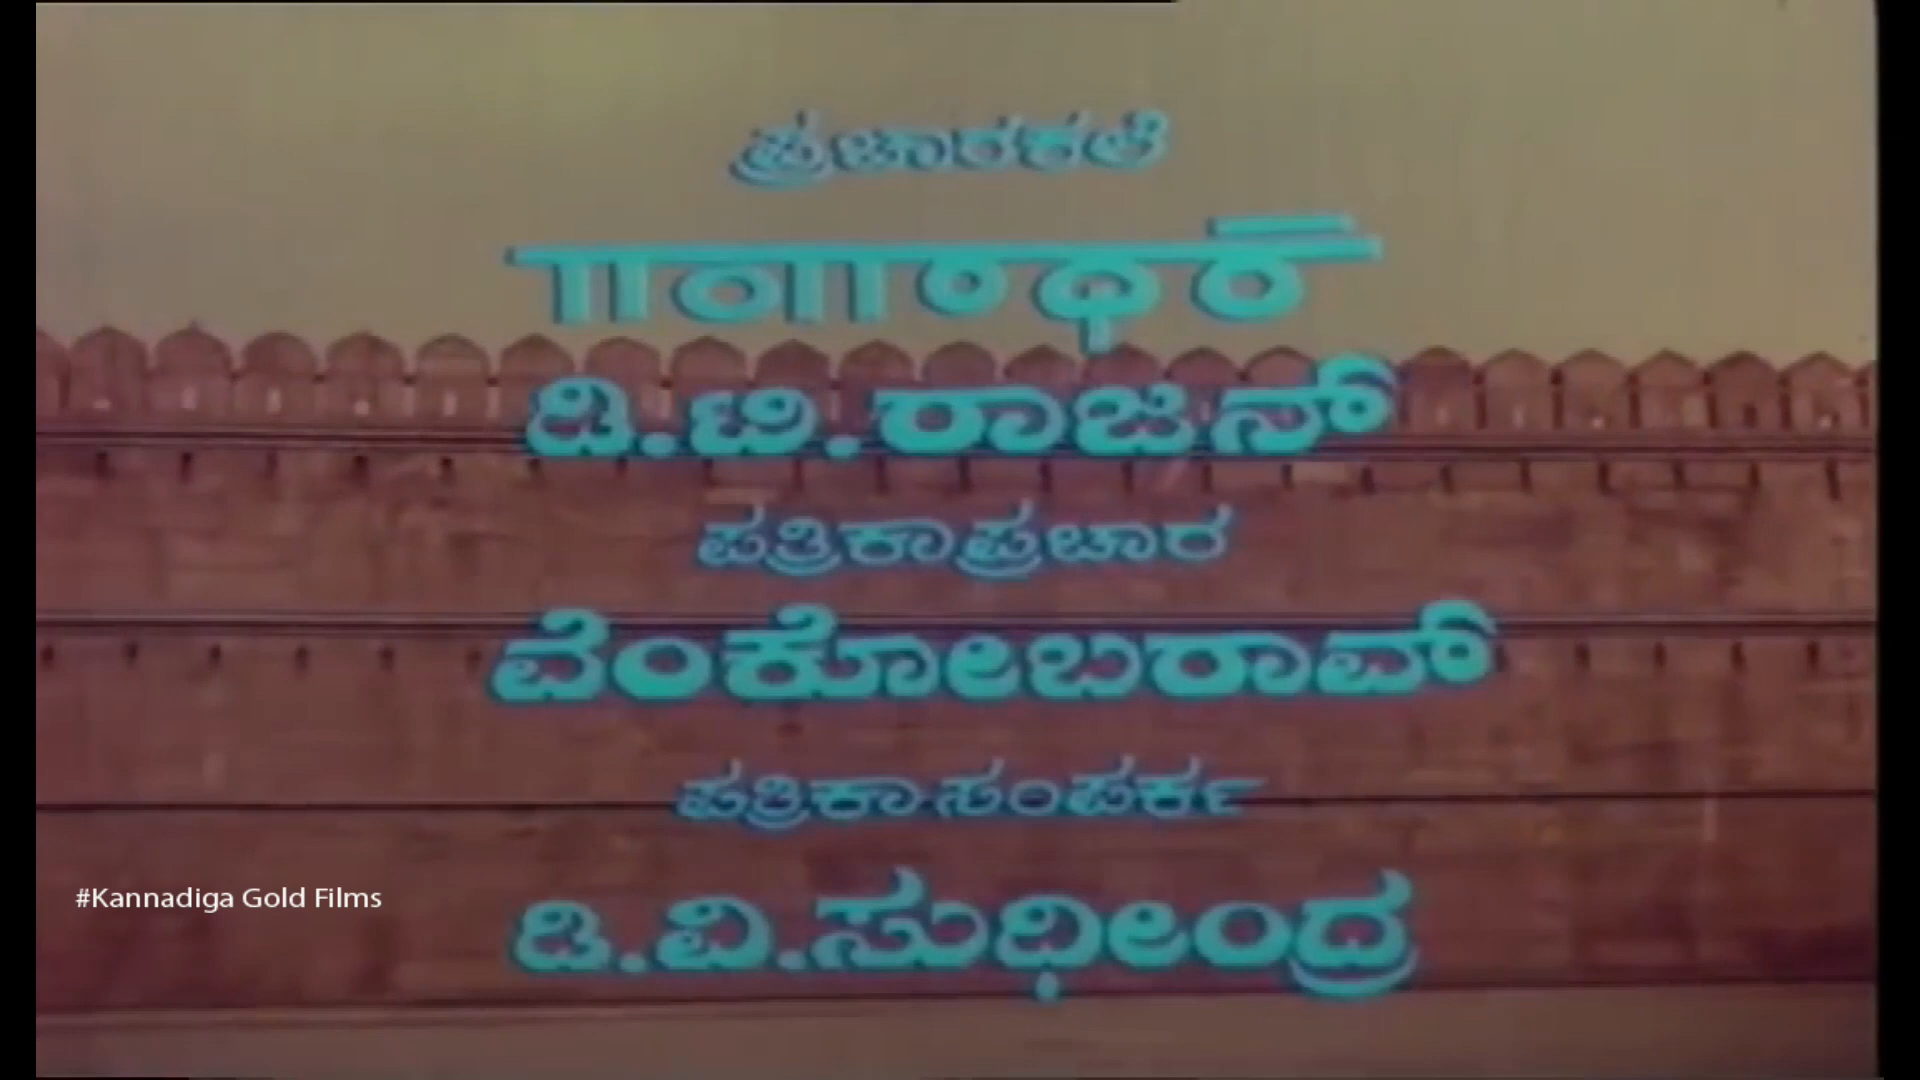 ಪ್ರಚಾರಕಲೆ
ಗಂಗಾಧರ್
ಡಿ.ಟಿ.ರಾಜನ್
ಪತ್ರಿಕಾಪ್ರಚಾರ
ವೆಂಕೋಬರಾವ್
ಪತ್ರಿಕಾಸಂಪರ್ಕ
#Kannadiga Gold Films
ಡಿ.ವಿ.ಸುಧೀಂದ್ರ